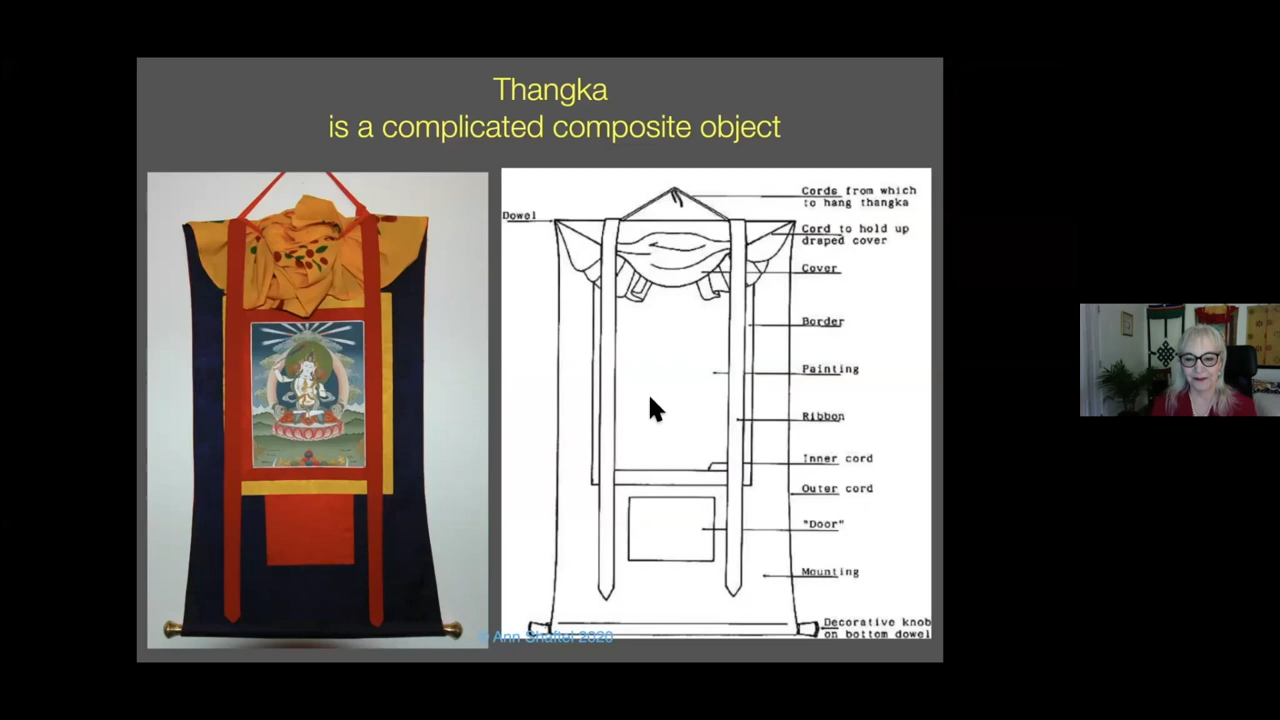 Thangka
is a complicated composite object
Cords from which
to hang thangka
Dowel
Cord to hold up
draped cover
Cover
Border
Painting
Ribbon
Inner cord
Outer cord
"Door"
Mounting
Decorative knob
on bottom dowel
© Ann Shaftel 2020